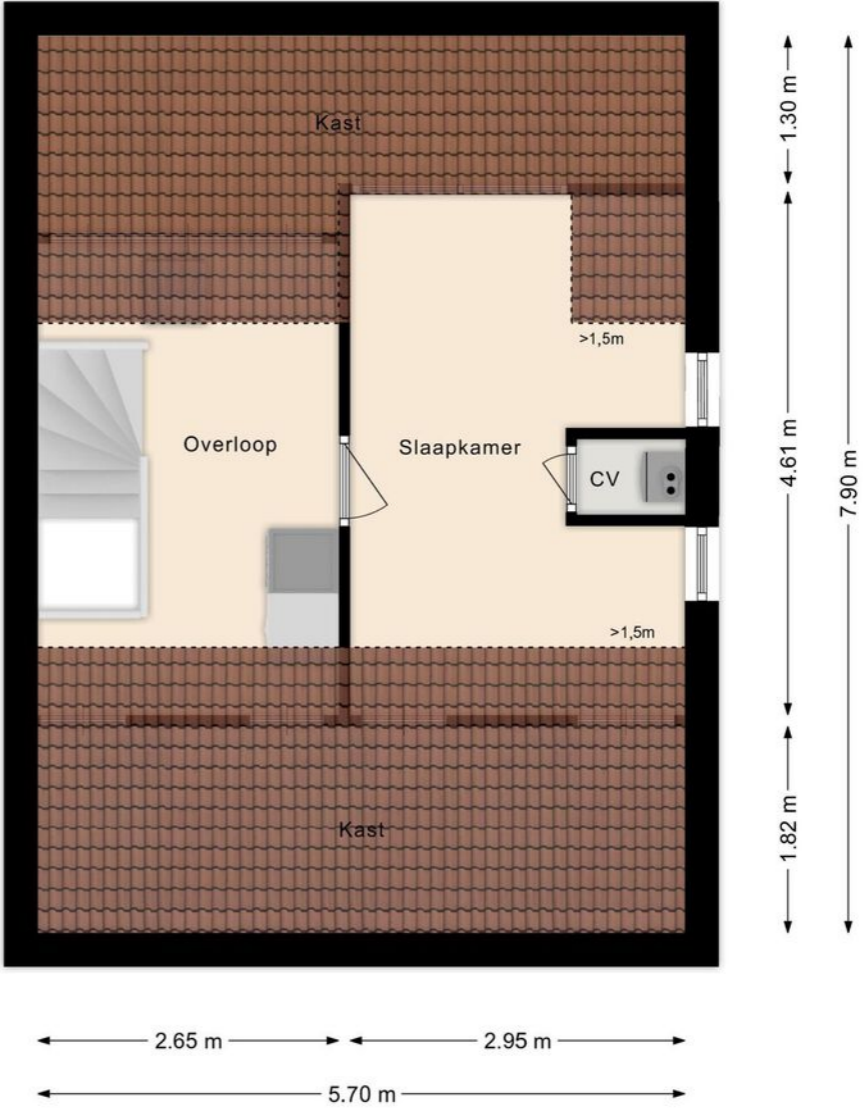 Kast
1.30 m
>1,5m
Overloop
Slaapkamer
CV
4.61 m
7.90 m
>1,5m
Kast
1.82 m
2.65 m
2.95 m
5.70 m